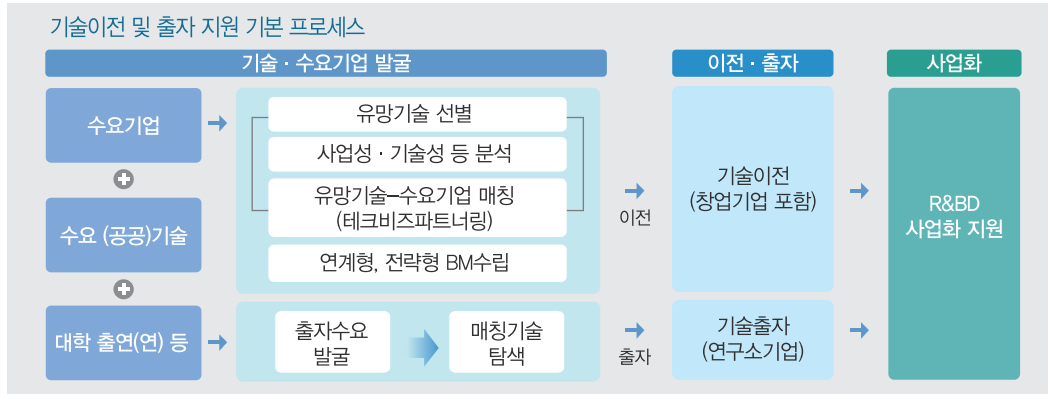 기술이전 및 출자 지원 기본 프로세스
기술 · 수요기업 발굴
이전 · 출자
사업화
수요기업
수요 (공공)기술
대학 출연(연) 등
유망기술 선별
사업성 · 기술성 등 분석
유망기술–수요기업 매칭
(테크비즈파트너링)
연계형, 전략형 BM수립
출자수요
발굴
매칭기술
탐색
이전
출자
기술이전
(창업기업 포함)
기술출자
(연구소기업)
R&BD
사업화 지원